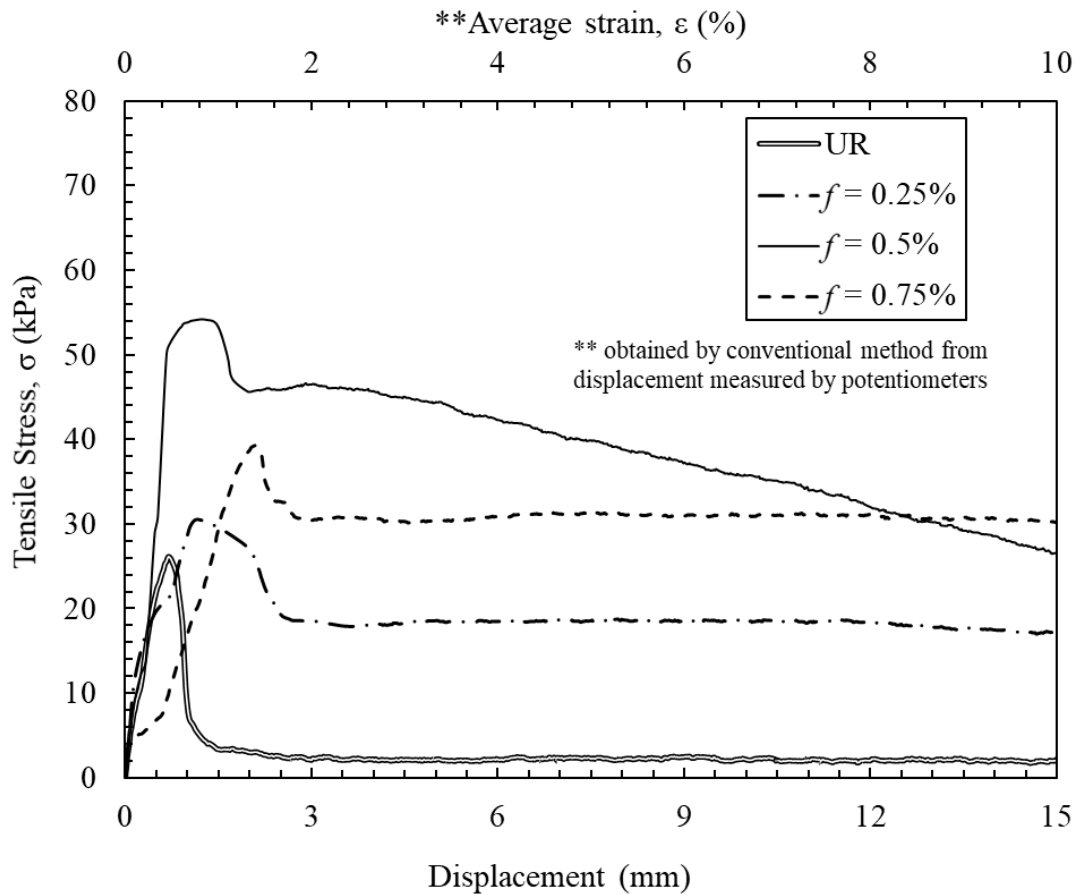 **Average strain, ε (%)
0 2 4 6 8 10
80
70
60
50
40
30
20
10
0
Tensile Stress, σ (kPa)
UR
f = 0.25%
f = 0.5%
f = 0.75%
** obtained by conventional method from
displacement measured by potentiometers
0 3 6 9 12 15
Displacement (mm)